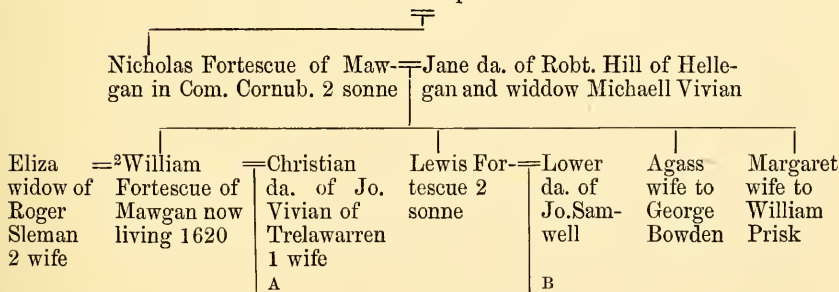 Nicholas Fortescue of Maw-=Jane da. of Robt. Hill of Helle-
gan in Com. Cornub. 2 sonne gan and widdow Michaell Vivian
Eliza
widow of
Roger
Sleman
2 wife
=²William
Fortescue of
Mawgan now
living 1620
=Christian
da. of Jo.
Vivian of
Trelawarren
1 wife
A
Lewis For-
tescue 2
sonne
=Lower
da. of
Jo.Sam-
well
B
Agass
wife to
George
Bowden
Margaret
wife to
William
Prisk